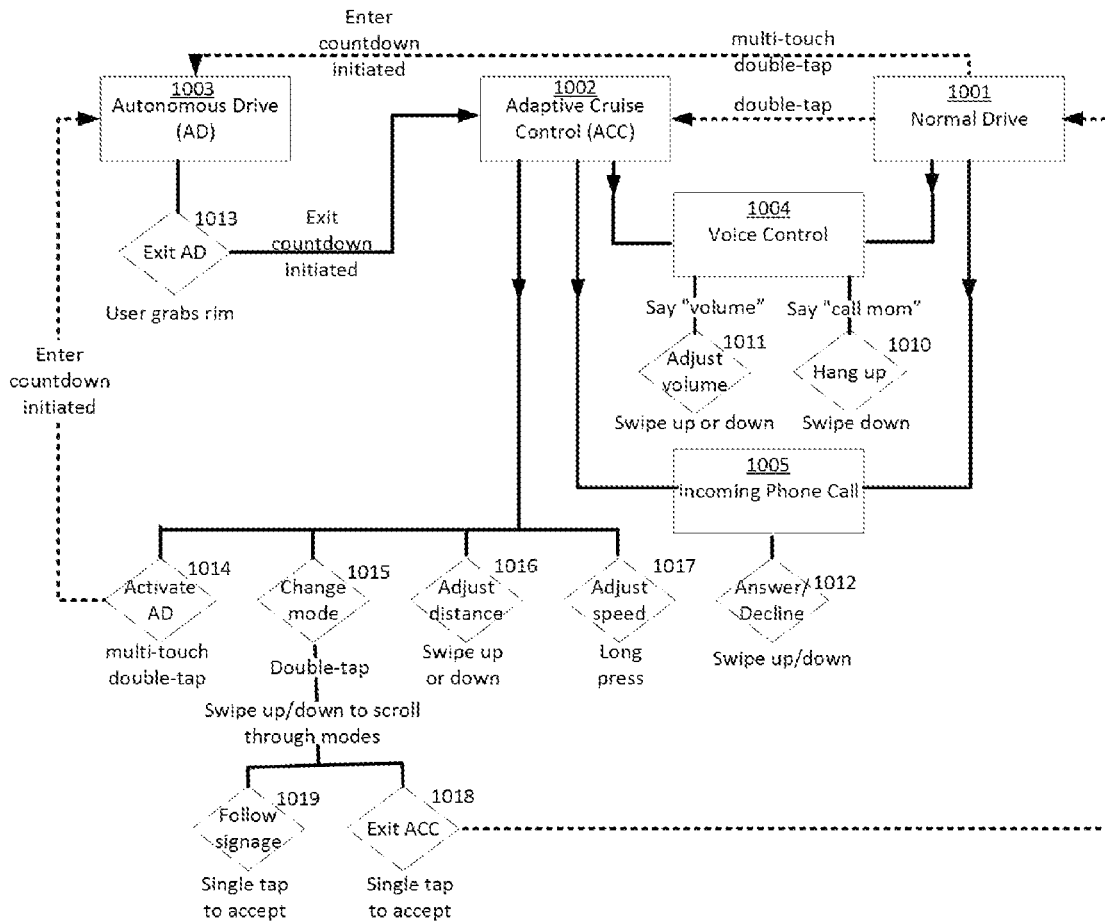 Enter
countdown
initiated
multi-touch
double-tap
1003
Autonomous Drive
(AD)
1002
Adaptive Cruise
Control (ACC)
double-tap
1001
Normal Drive
1013
Exit AD
User grabs rim
Exit
countdown
initiated
1004
Voice Control
Say "volume"
Say "call mom"
1011
Adjust
volume
Swipe up or down
1010
Hang up
Swipe down
Enter
countdown
initiated
1005
Incoming Phone Call
1014
Activate
AD
multi-touch
double-tap
1015
Change
mode
Double-tap
1016
Adjust
distance
Swipe up
or down
1017
Adjust
speed
Long
press
1012
Answer/
Decline
Swipe up/down
Swipe up/down to scroll
through modes
1019
Follow
signage
Single tap
to accept
1018
Exit ACC
Single tap
to accept